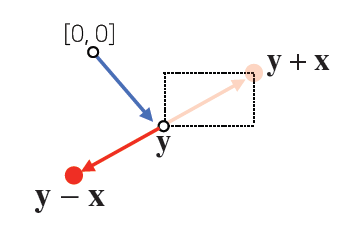 [0, 0]
y + x
y
y − x